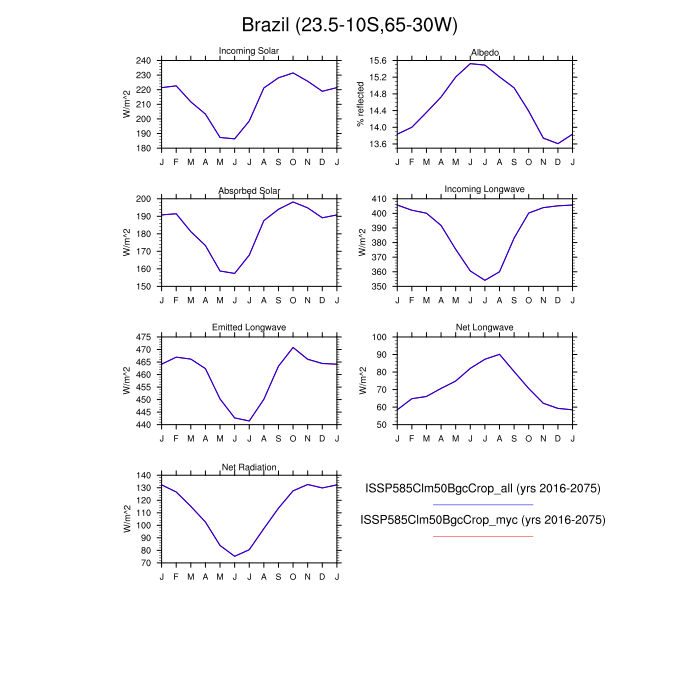 Brazil (23.5-10S,65-30W)
Incoming Solar
W/m^2
240
230
220
210
200
190
180
J F M A M J J A S O N D J
Albedo
% reflected
15.6
15.2
14.8
14.4
14.0
13.6
J F M A M J J A S O N D J
Absorbed Solar
W/m^2
200
190
180
170
160
150
J F M A M J J A S O N D J
Incoming Longwave
W/m^2
410
400
390
380
370
360
350
J F M A M J J A S O N D J
Emitted Longwave
W/m^2
475
470
465
460
455
450
445
440
J F M A M J J A S O N D J
Net Longwave
W/m^2
100
90
80
70
60
50
J F M A M J J A S O N D J
Net Radiation
W/m^2
140
130
120
110
100
90
80
70
J F M A M J J A S O N D J
ISSP585Clm50BgcCrop_all (yrs 2016-2075)
ISSP585Clm50BgcCrop_myc (yrs 2016-2075)